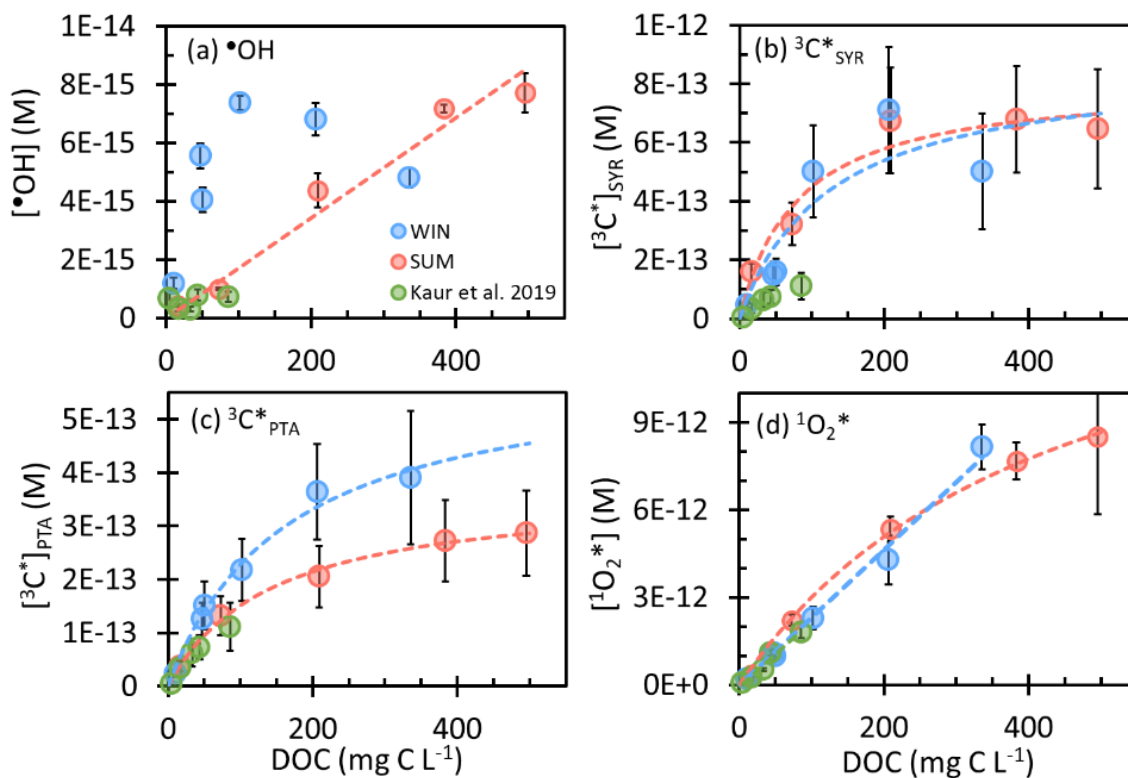 (a) •OH
[•OH] (M)
1E-14
8E-15
6E-15
4E-15
2E-15
0
0 200 400
WIN
SUM
Kaur et al. 2019
(b) ³C*SYR
[³C*]SYR (M)
1E-12
8E-13
6E-13
4E-13
2E-13
0
0 200 400
(c) ³C*PTA
[³C*]PTA (M)
5E-13
4E-13
3E-13
2E-13
1E-13
0
0 200 400
DOC (mg C L⁻¹)
(d) ¹O₂*
[¹O₂*] (M)
9E-12
6E-12
3E-12
0E+0
0 200 400
DOC (mg C L⁻¹)